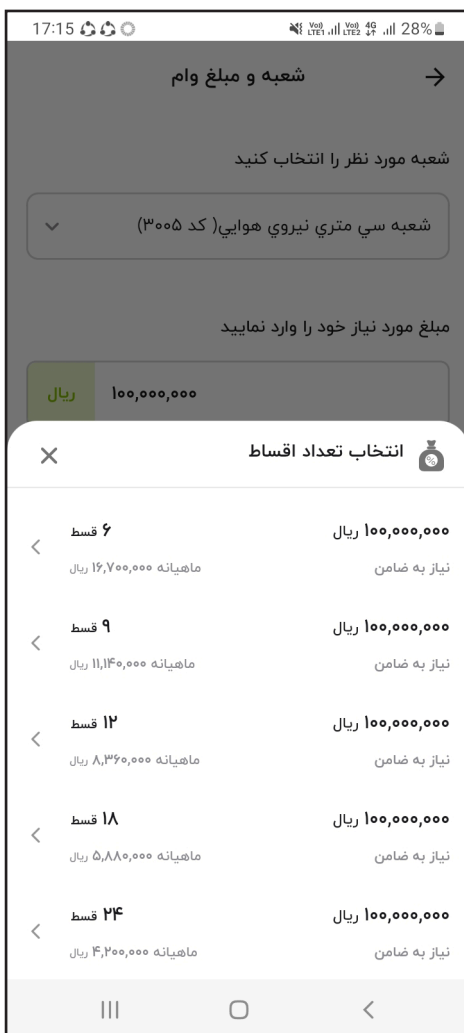 17:15 Vo)) LTE1 Vo)) LTE2 4G 28%
شعبه و مبلغ وام
شعبه مورد نظر را انتخاب کنید
شعبه سي متري نيروي هوايي( کد ۳۰۰۵)
مبلغ مورد نیاز خود را وارد نمایید
۱۰۰,۰۰۰,۰۰۰ ریال
انتخاب تعداد اقساط
۱۰۰,۰۰۰,۰۰۰ ریال ۶ قسط
نیاز به ضامن ماهیانه ۱۶,۷۰۰,۰۰۰ ریال
۱۰۰,۰۰۰,۰۰۰ ریال ۹ قسط
نیاز به ضامن ماهیانه ۱۱,۱۴۰,۰۰۰ ریال
۱۰۰,۰۰۰,۰۰۰ ریال ۱۲ قسط
نیاز به ضامن ماهیانه ۸,۳۶۰,۰۰۰ ریال
۱۰۰,۰۰۰,۰۰۰ ریال ۱۸ قسط
نیاز به ضامن ماهیانه ۵,۸۸۰,۰۰۰ ریال
۱۰۰,۰۰۰,۰۰۰ ریال ۲۴ قسط
نیاز به ضامن ماهیانه ۴,۲۰۰,۰۰۰ ریال